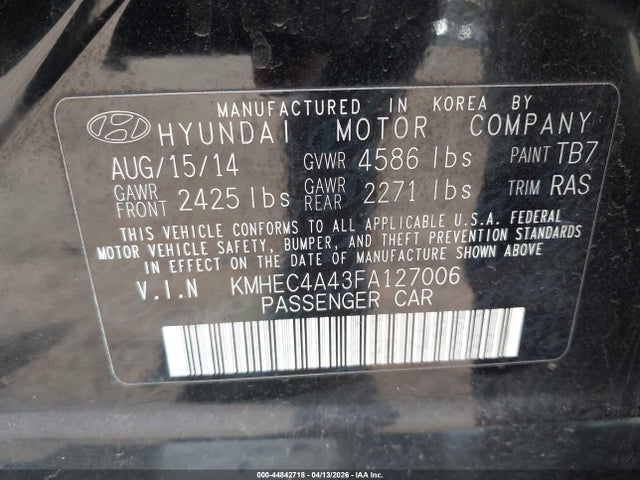 MANUFACTURED IN KOREA BY
HYUNDAI MOTOR COMPANY
AUG/15/14 GVWR 4586 lbs PAINT TB7
GAWR FRONT 2425 lbs GAWR REAR 2271 lbs TRIM RAS
THIS VEHICLE CONFORMS TO ALL APPLICABLE U.S.A. FEDERAL
MOTOR VEHICLE SAFETY, BUMPER, AND THEFT PREVENTION STANDARDS
IN EFFECT ON THE DATE OF MANUFACTURE SHOWN ABOVE
V.I.N KMHEC4A43FA127006
PASSENGER CAR
000-44842718 - 04/13/2026 - © IAA, Inc.